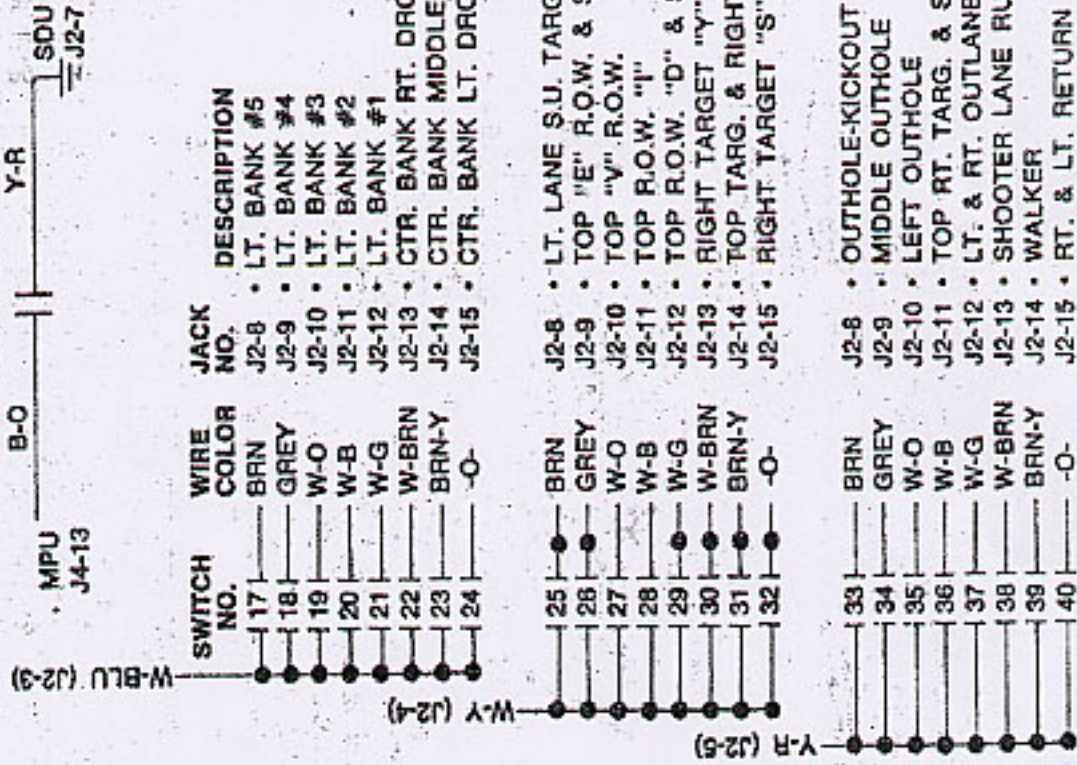 B-O Y-R SDU
MPU J4-13 J2-7
W-BLU (J2-3)
SWITCH NO. WIRE COLOR JACK NO. DESCRIPTION
17 BRN J2-8 • LT. BANK #5
18 GREY J2-9 • LT. BANK #4
19 W-O J2-10 • LT. BANK #3
20 W-B J2-11 • LT. BANK #2
21 W-G J2-12 • LT. BANK #1
22 W-BRN J2-13 • CTR. BANK RT. DRO
23 BRN-Y J2-14 • CTR. BANK MIDDLE
24 -O- J2-15 • CTR. BANK LT. DRO
W-Y (J2-4)
25 BRN J2-8 • LT. LANE S.U. TARG
26 GREY J2-9 • TOP "E" R.O.W. & S
27 W-O J2-10 • TOP "V" R.O.W.
28 W-B J2-11 • TOP R.O.W. "I"
29 W-G J2-12 • TOP R.O.W. "D" &
30 W-BRN J2-13 • RIGHT TARGET "Y"
31 BRN-Y J2-14 • TOP TARG. & RIGHT
32 -O- J2-15 • RIGHT TARGET "S"
Y-R (J2-5)
33 BRN J2-8 • OUTHOLE-KICKOUT
34 GREY J2-9 • MIDDLE OUTHOLE
35 W-O J2-10 • LEFT OUTHOLE
36 W-B J2-11 • TOP RT. TARG. & S
37 W-G J2-12 • LT. & RT. OUTLANE
38 W-BRN J2-13 • SHOOTER LANE RU
39 BRN-Y J2-14 • WALKER
40 -O- J2-15 • RT. & LT. RETURN